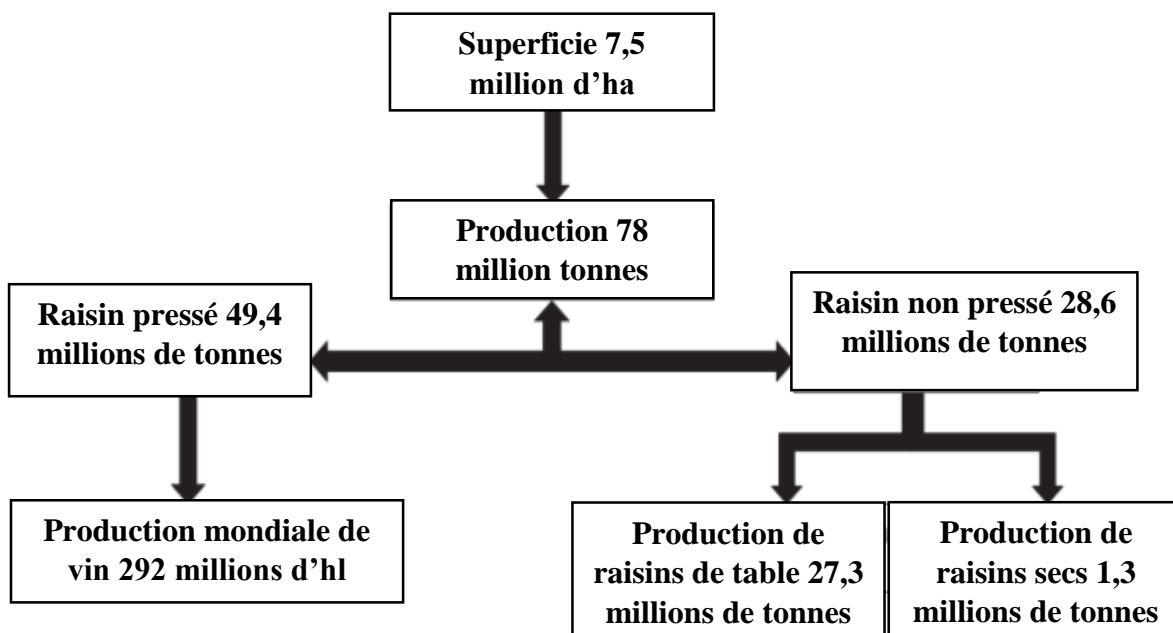 Superficie 7,5
million d’ha
Production 78
million tonnes
Raisin pressé 49,4
millions de tonnes
Raisin non pressé 28,6
millions de tonnes
Production mondiale de
vin 292 millions d’hl
Production de
raisins de table 27,3
millions de tonnes
Production de
raisins secs 1,3
millions de tonnes